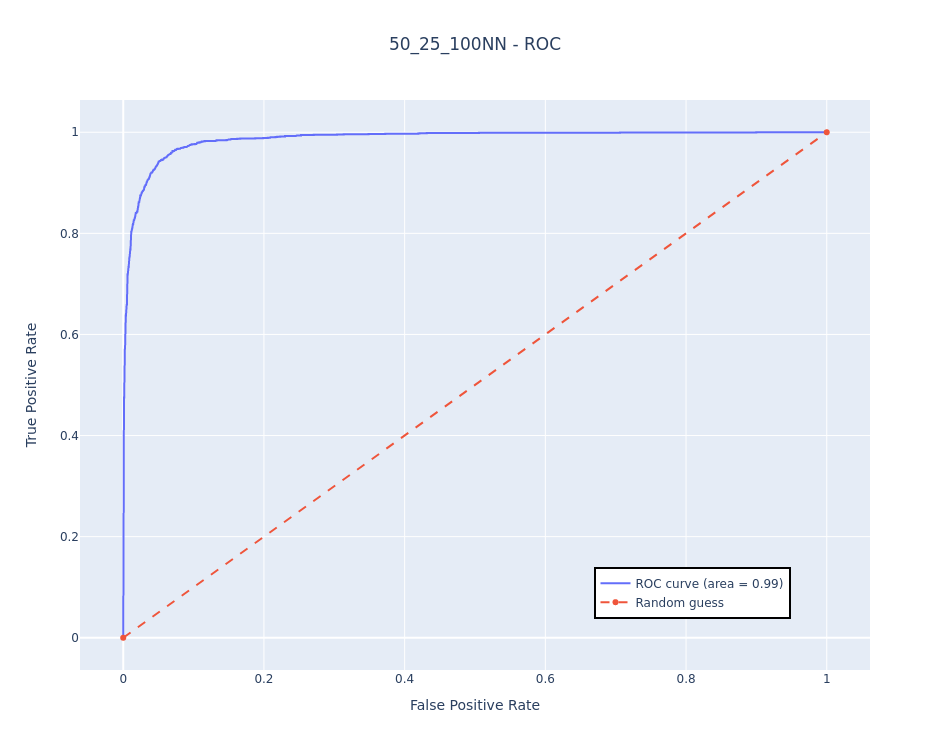 50_25_100NN - ROC
1
0.8
0.6
0.4
0.2
0
True Positive Rate
ROC curve (area = 0.99)
Random guess
0 0.2 0.4 0.6 0.8 1
False Positive Rate